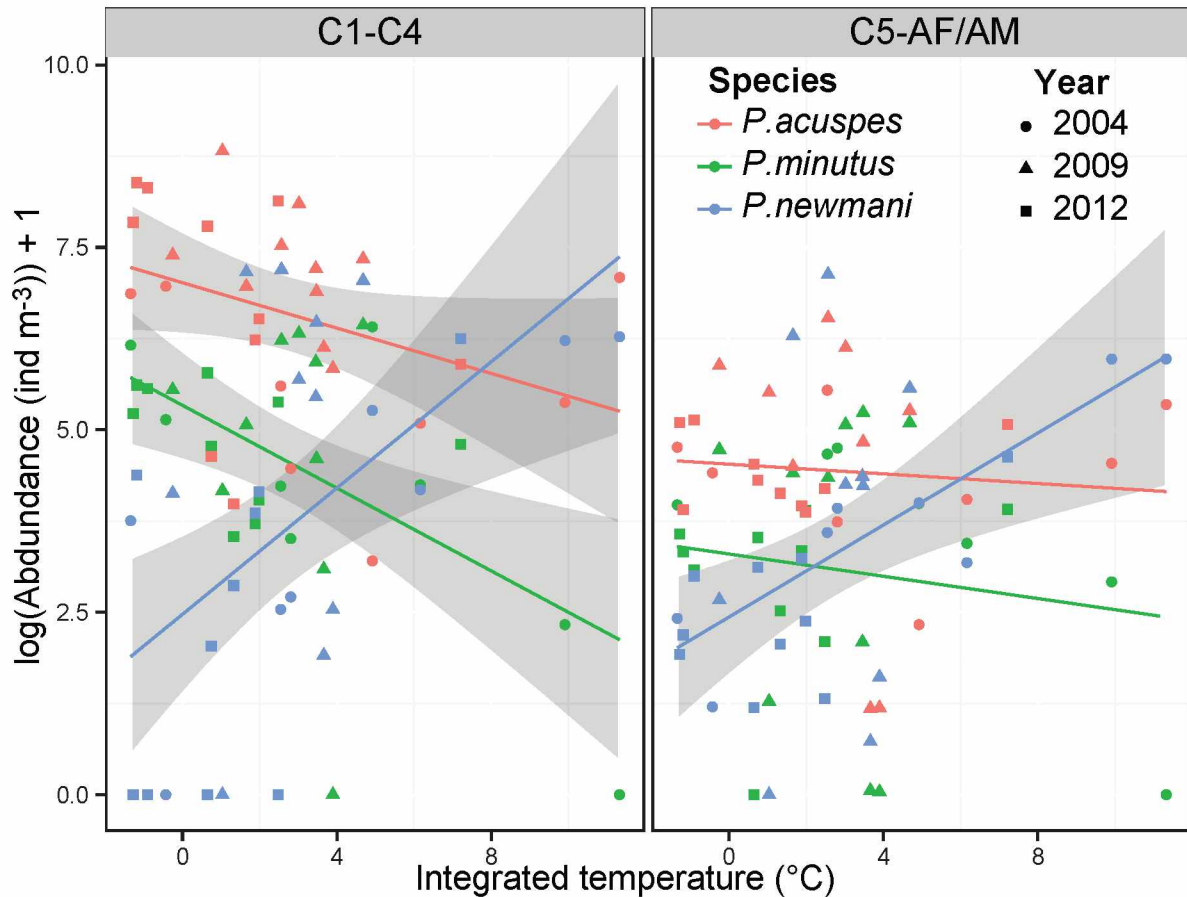 C1-C4
C5-AF/AM
log(Abdundance (ind m⁻³)) + 1
10.0
7.5
5.0
2.5
0.0
Species
P.acuspes
P.minutus
P.newmani
Year
2004
2009
2012
0 4 8
0 4 8
Integrated temperature (°C)